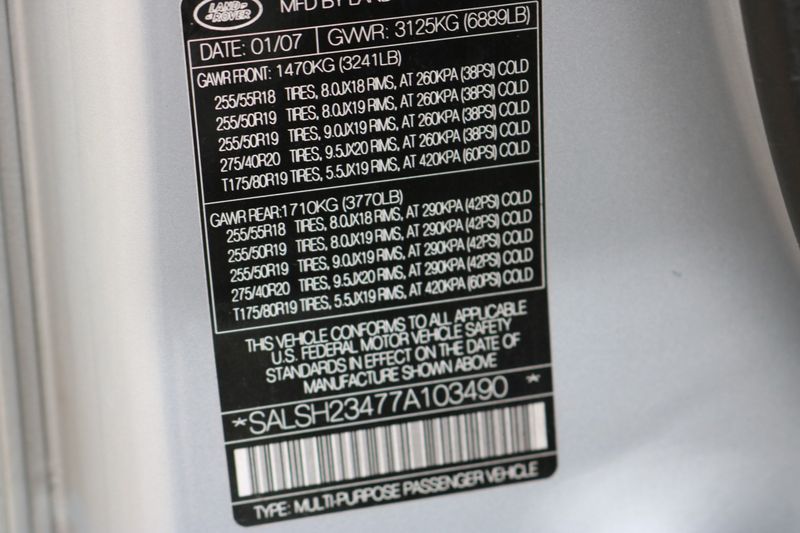 LAND-
-ROVER
MFD BY LAND
DATE: 01/07 GVWR: 3125KG (6889LB)
GAWR FRONT: 1470KG (3241LB)
255/55R18 TIRES, 8.0JX18 RIMS, AT 260KPA (38PSI) COLD
255/50R19 TIRES, 8.0JX19 RIMS, AT 260KPA (38PSI) COLD
255/50R19 TIRES, 9.0JX19 RIMS, AT 260KPA (38PSI) COLD
275/40R20 TIRES, 9.5JX20 RIMS, AT 260KPA (38PSI) COLD
T175/80R19 TIRES, 5.5JX19 RIMS, AT 420KPA (60PSI) COLD
GAWR REAR:1710KG (3770LB)
255/55R18 TIRES, 8.0JX18 RIMS, AT 290KPA (42PSI) COLD
255/50R19 TIRES, 8.0JX19 RIMS, AT 290KPA (42PSI) COLD
255/50R19 TIRES, 9.0JX19 RIMS, AT 290KPA (42PSI) COLD
275/40R20 TIRES, 9.5JX20 RIMS, AT 290KPA (42PSI) COLD
T175/80R19 TIRES, 5.5JX19 RIMS, AT 420KPA (60PSI) COLD
THIS VEHICLE CONFORMS TO ALL APPLICABLE
U.S. FEDERAL MOTOR VEHICLE SAFETY
STANDARDS IN EFFECT ON THE DATE OF
MANUFACTURE SHOWN ABOVE
*SALSH23477A103490 *
TYPE: MULTI-PURPOSE PASSENGER VEHICLE